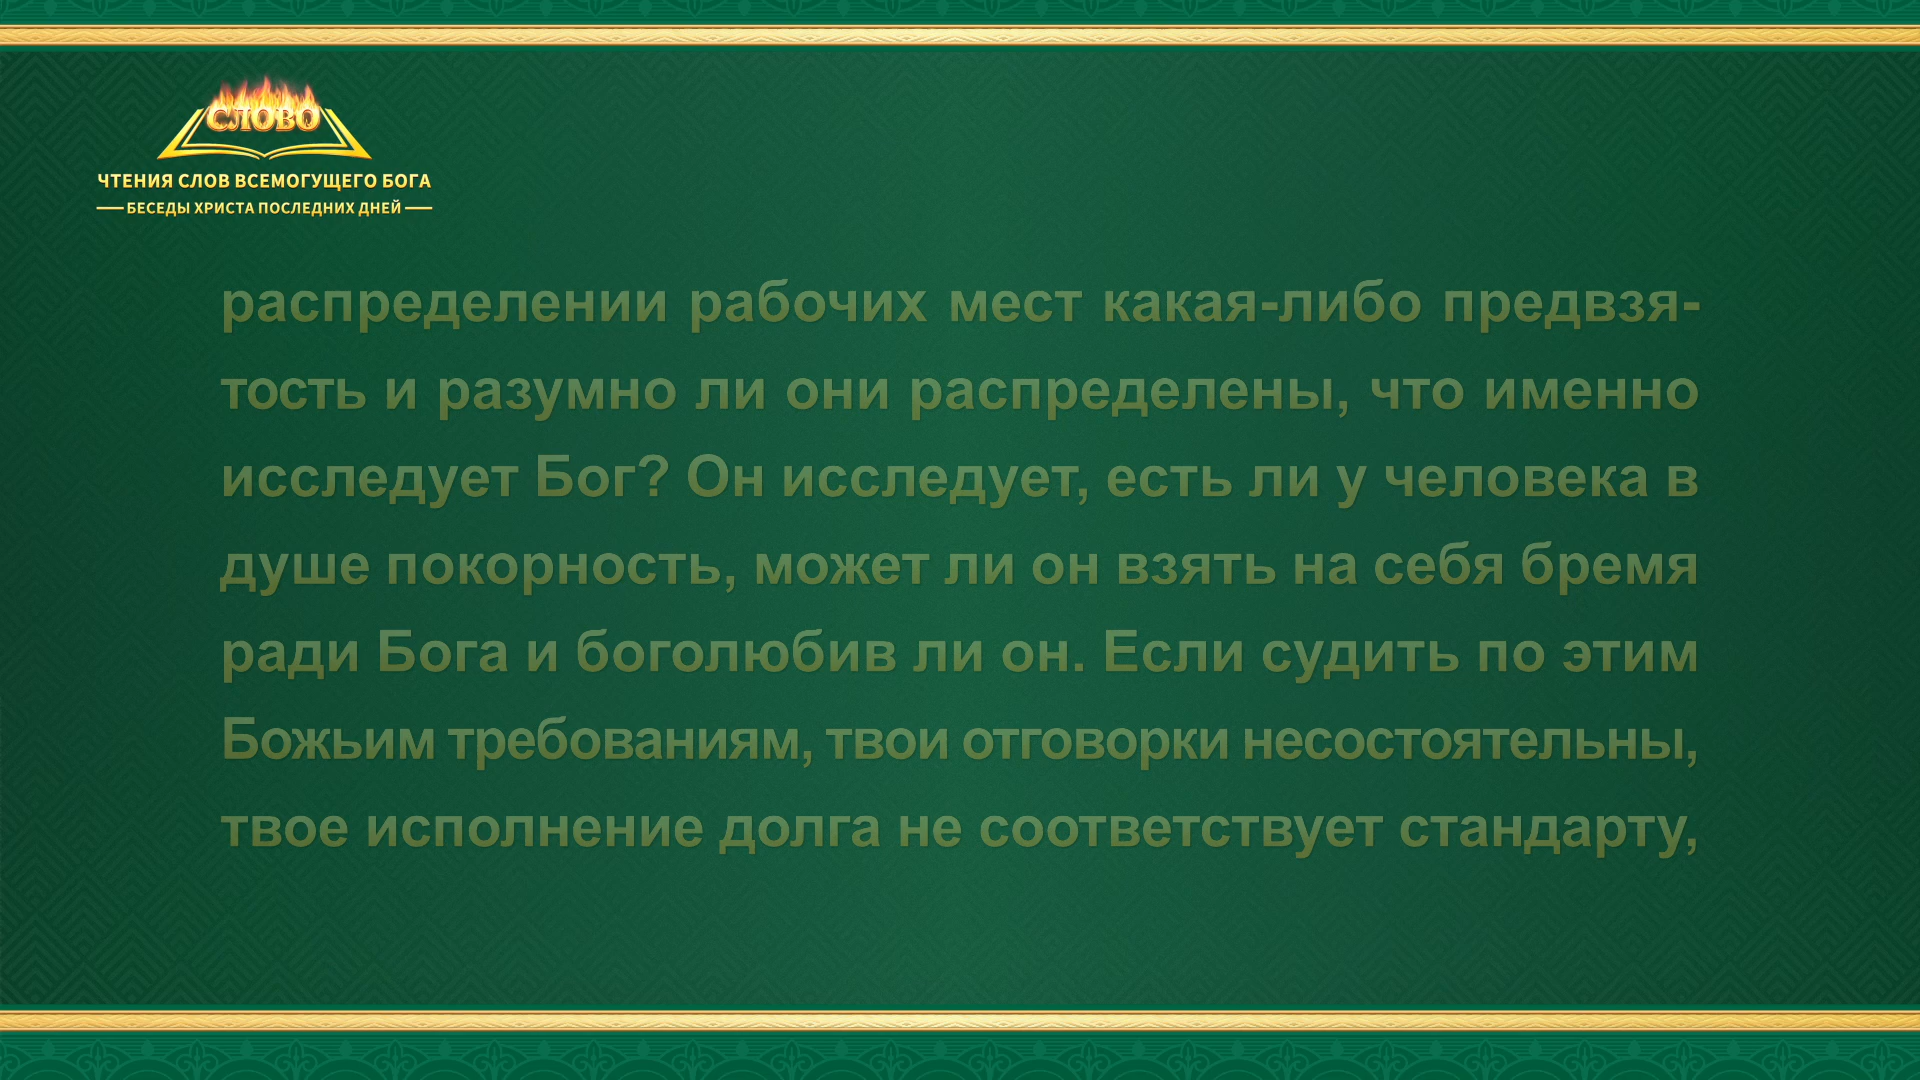 СЛОВО
ЧТЕНИЯ СЛОВ ВСЕМОГУЩЕГО БОГА
БЕСЕДЫ ХРИСТА ПОСЛЕДНИХ ДНЕЙ
распределении рабочих мест какая-либо предвзя-
тость и разумно ли они распределены, что именно
исследует Бог? Он исследует, есть ли у человека в
душе покорность, может ли он взять на себя бремя
ради Бога и боголюбив ли он. Если судить по этим
Божьим требованиям, твои отговорки несостоятельны,
твое исполнение долга не соответствует стандарту,